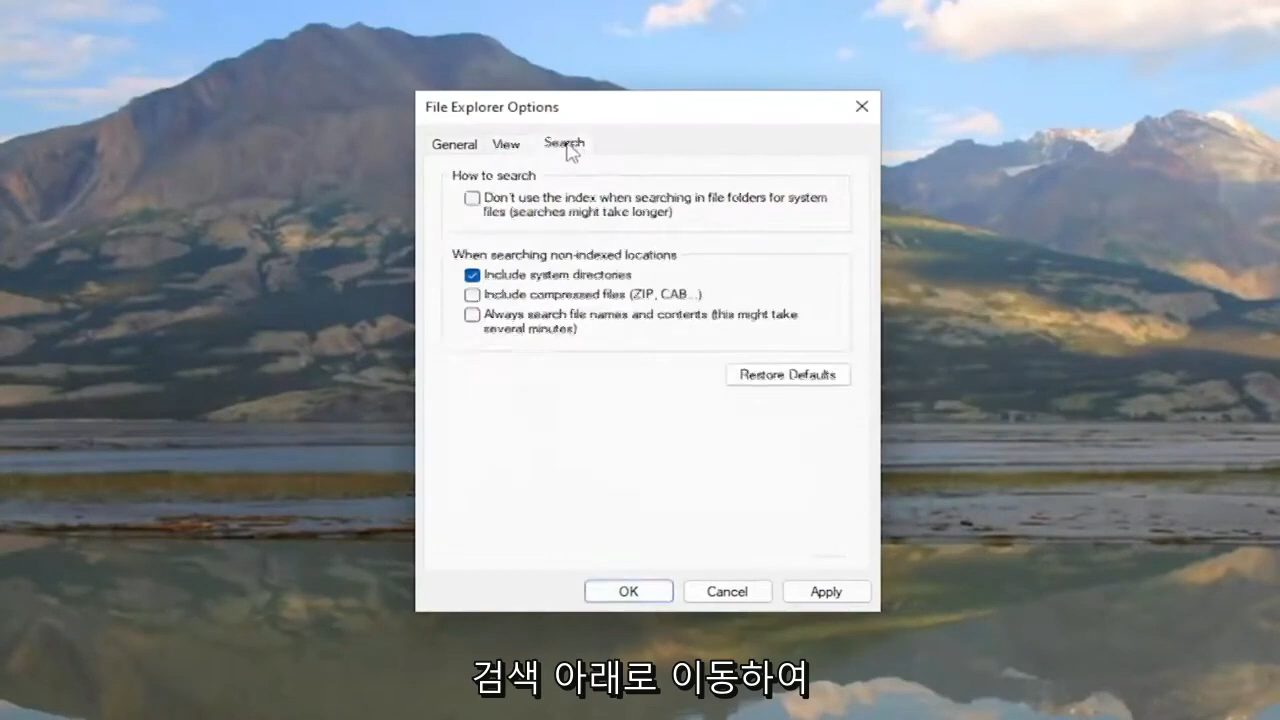 File Explorer Options
General View Search
How to search
Don't use the index when searching in file folders for system
files (searches might take longer)
When searching non-indexed locations
Include system directories
Include compressed files (ZIP, CAB...)
Always search file names and contents (this might take
several minutes)
Restore Defaults
OK Cancel Apply
검색 아래로 이동하여